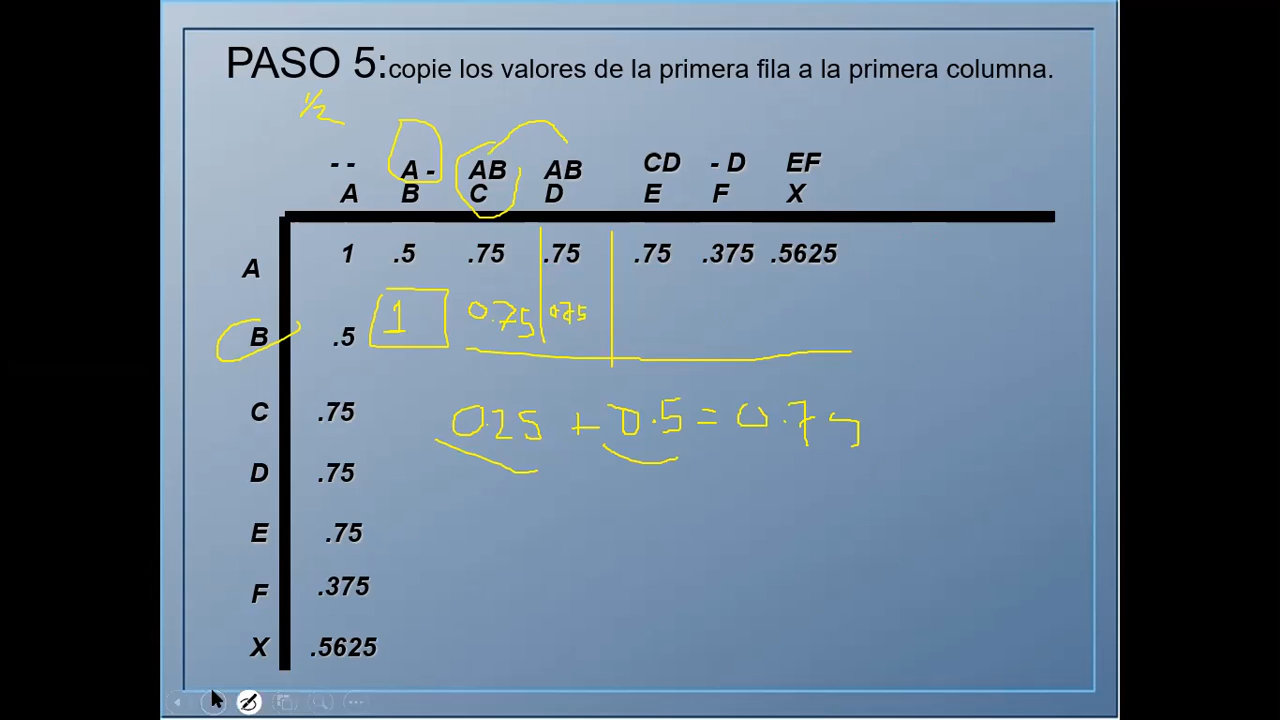 PASO 5:copie los valores de la primera fila a la primera columna.
1/2
- - A - AB AB CD - D EF
A B C D E F X
A 1 .5 .75 .75 .75 .375 .5625
B .5 1 0.75 0.75
C .75 0.25 + 0.5 = 0.75
D .75
E .75
F .375
X .5625